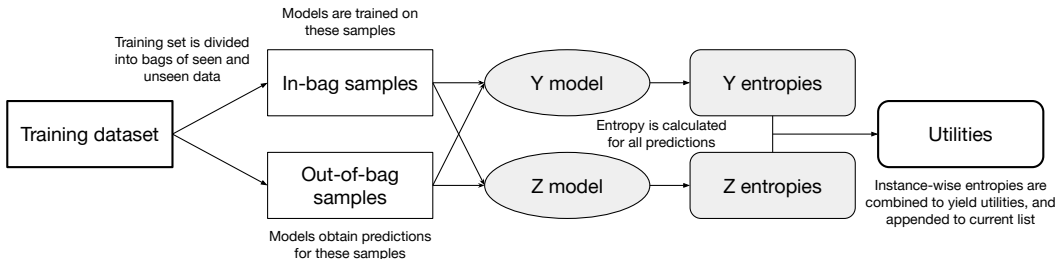 Models are trained on
these samples
Training set is divided
into bags of seen and
unseen data
In-bag samples
Y model
Y entropies
Training dataset
Entropy is calculated
for all predictions
Utilities
Out-of-bag
samples
Z model
Z entropies
Instance-wise entropies are
combined to yield utilities, and
appended to current list
Models obtain predictions
for these samples